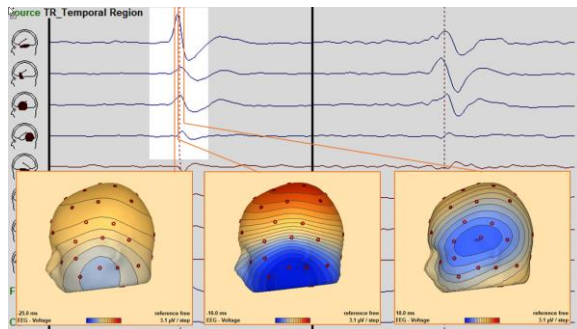 Source TR_Temporal Region
F
C
-25.0 ms reference free
EEG - Voltage 3.1 µV / step
-10.0 ms reference free
EEG - Voltage 3.1 µV / step
10.0 ms reference free
EEG - Voltage 3.1 µV / step